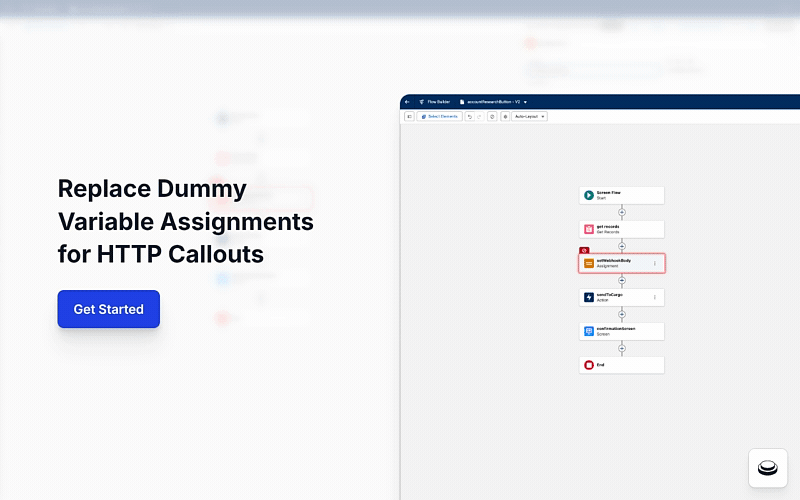 Replace Dummy
Variable Assignments
for HTTP Callouts
Get Started
Flow Builder
accountResearchButton - V2
Select Elements
Auto-Layout
Screen Flow
Start
get records
Get Records
setWebhookBody
Assignment
sendToCargo
Action
confirmationScreen
Screen
End